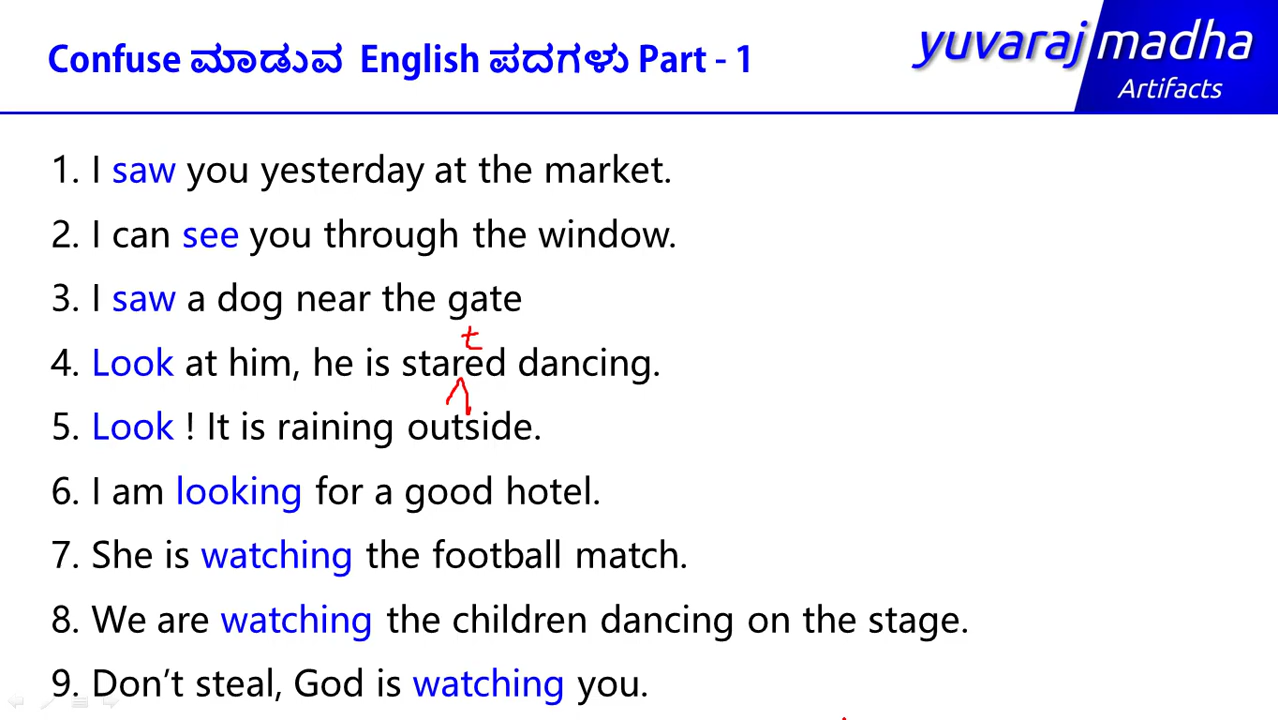 Confuse ಮಾಡುವ English ಪದಗಳು Part - 1
yuvaraj madha
Artifacts
1. I saw you yesterday at the market.
2. I can see you through the window.
3. I saw a dog near the gate
t
4. Look at him, he is stared dancing.
5. Look ! It is raining outside.
6. I am looking for a good hotel.
7. She is watching the football match.
8. We are watching the children dancing on the stage.
9. Don’t steal, God is watching you.